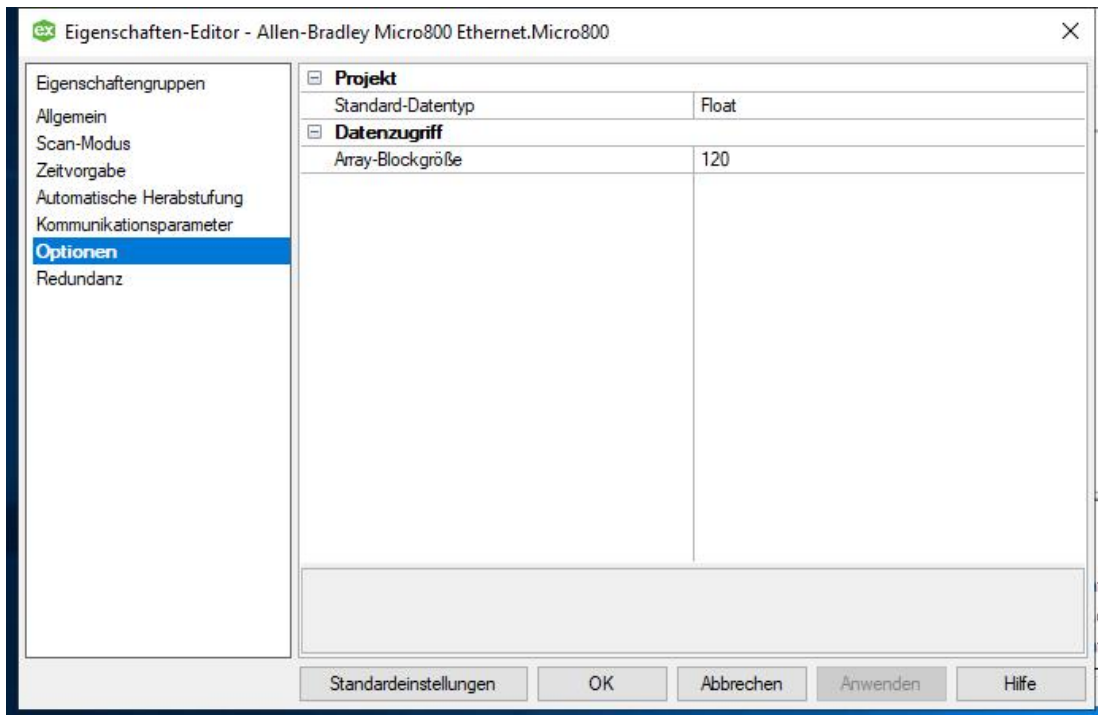 ex Eigenschaften-Editor - Allen-Bradley Micro800 Ethernet.Micro800
Eigenschaftengruppen
Allgemein
Scan-Modus
Zeitvorgabe
Automatische Herabstufung
Kommunikationsparameter
Optionen
Redundanz
Projekt
Standard-Datentyp Float
Datenzugriff
Array-Blockgröße 120
Standardeinstellungen OK Abbrechen Anwenden Hilfe